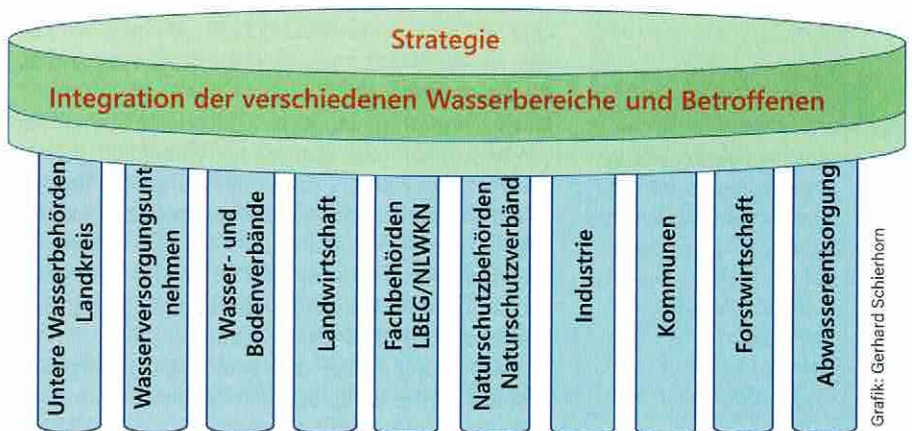 Strategie
Integration der verschiedenen Wasserbereiche und Betroffenen
Untere Wasserbehörden
Landkreis
Wasserversorgungsunt
nehmen
Wasser- und
Bodenverbände
Landwirtschaft
Fachbehörden
LBEG/NLWKN
Naturschutzbehörden
Naturschutzverbänd
Industrie
Kommunen
Forstwirtschaft
Abwasserentsorgung
Grafik: Gerhard Schierhorn